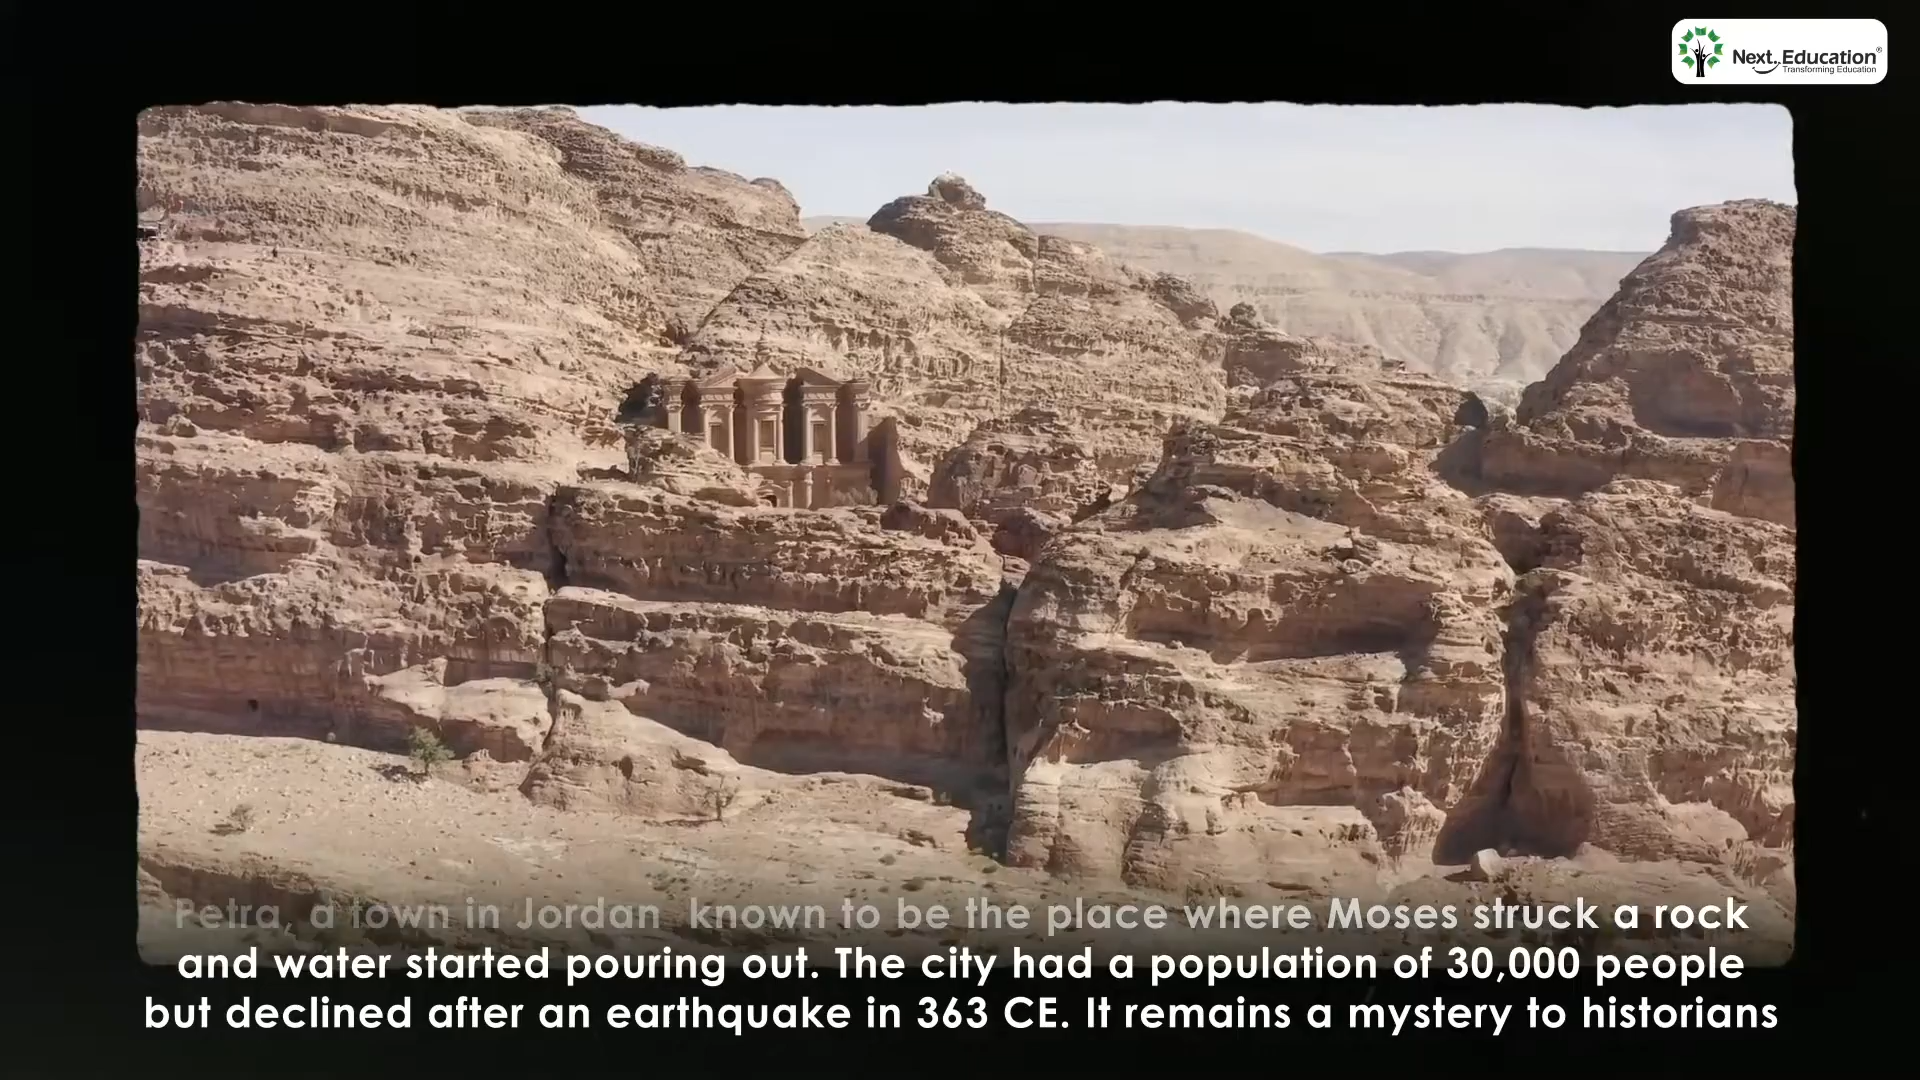 Next Education®
Transforming Education
Petra, a town in Jordan known to be the place where Moses struck a rock
and water started pouring out. The city had a population of 30,000 people
but declined after an earthquake in 363 CE. It remains a mystery to historians